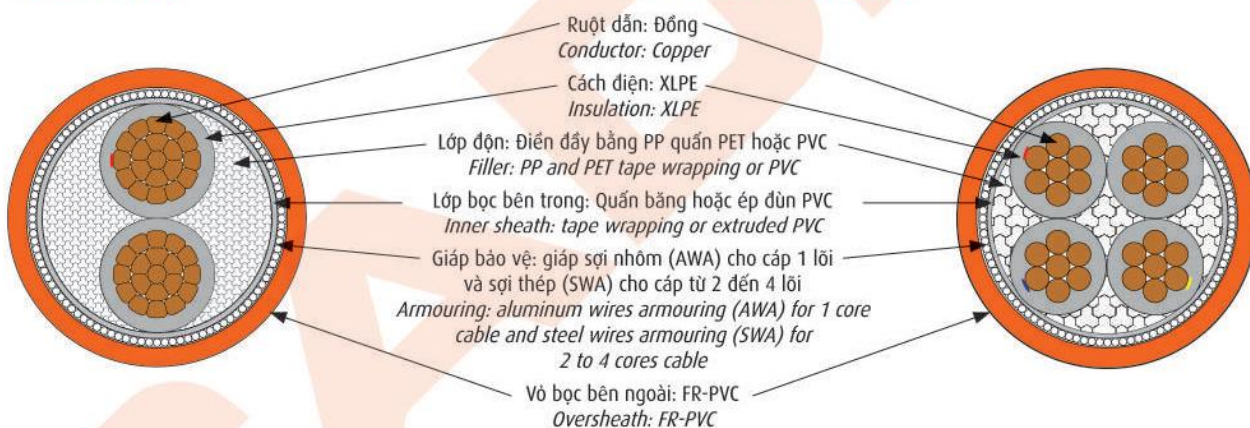 Ruột dẫn: Đồng
Conductor: Copper
Cách điện: XLPE
Insulation: XLPE
Lớp độn: Điền đầy bằng PP quấn PET hoặc PVC
Filler: PP and PET tape wrapping or PVC
Lớp bọc bên trong: Quấn băng hoặc ép đùn PVC
Inner sheath: tape wrapping or extruded PVC
Giáp bảo vệ: giáp sợi nhôm (AWA) cho cáp 1 lõi
và sợi thép (SWA) cho cáp từ 2 đến 4 lõi
Armouring: aluminum wires armouring (AWA) for 1 core
cable and steel wires armouring (SWA) for
2 to 4 cores cable
Vỏ bọc bên ngoài: FR-PVC
Oversheath: FR-PVC